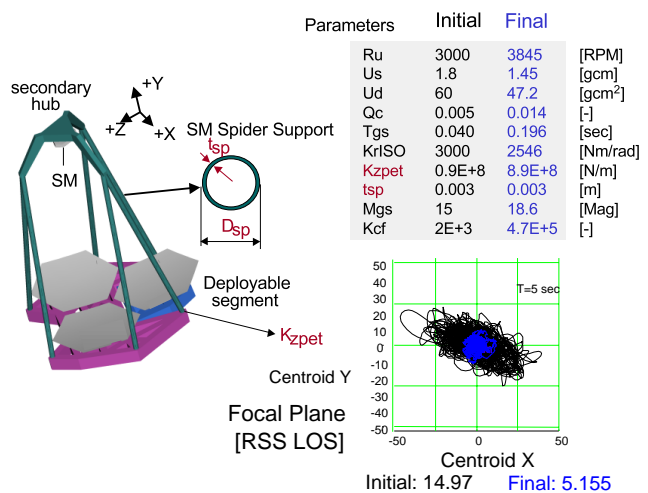 Parameters Initial Final
Ru 3000 3845 [RPM]
Us 1.8 1.45 [gcm]
Ud 60 47.2 [gcm²]
Qc 0.005 0.014 [-]
Tgs 0.040 0.196 [sec]
KrISO 3000 2546 [Nm/rad]
Kzpet 0.9E+8 8.9E+8 [N/m]
tsp 0.003 0.003 [m]
Mgs 15 18.6 [Mag]
Kcf 2E+3 4.7E+5 [-]
secondary
hub
+Y
+Z
+X
SM
SM Spider Support
tsp
Dsp
Deployable
segment
Kzpet
T=5 sec
50
40
30
20
10
0
-10
-20
-30
-40
-50
-50 0 50
Centroid Y
Centroid X
Focal Plane
[RSS LOS]
Initial: 14.97 Final: 5.155